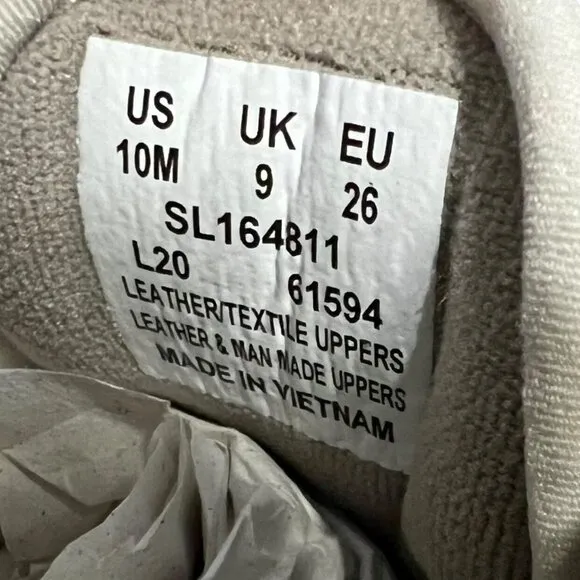 US UK EU
10M 9 26
SL164811
L20 61594
LEATHER/TEXTILE UPPERS
LEATHER & MAN MADE UPPERS
MADE IN VIETNAM